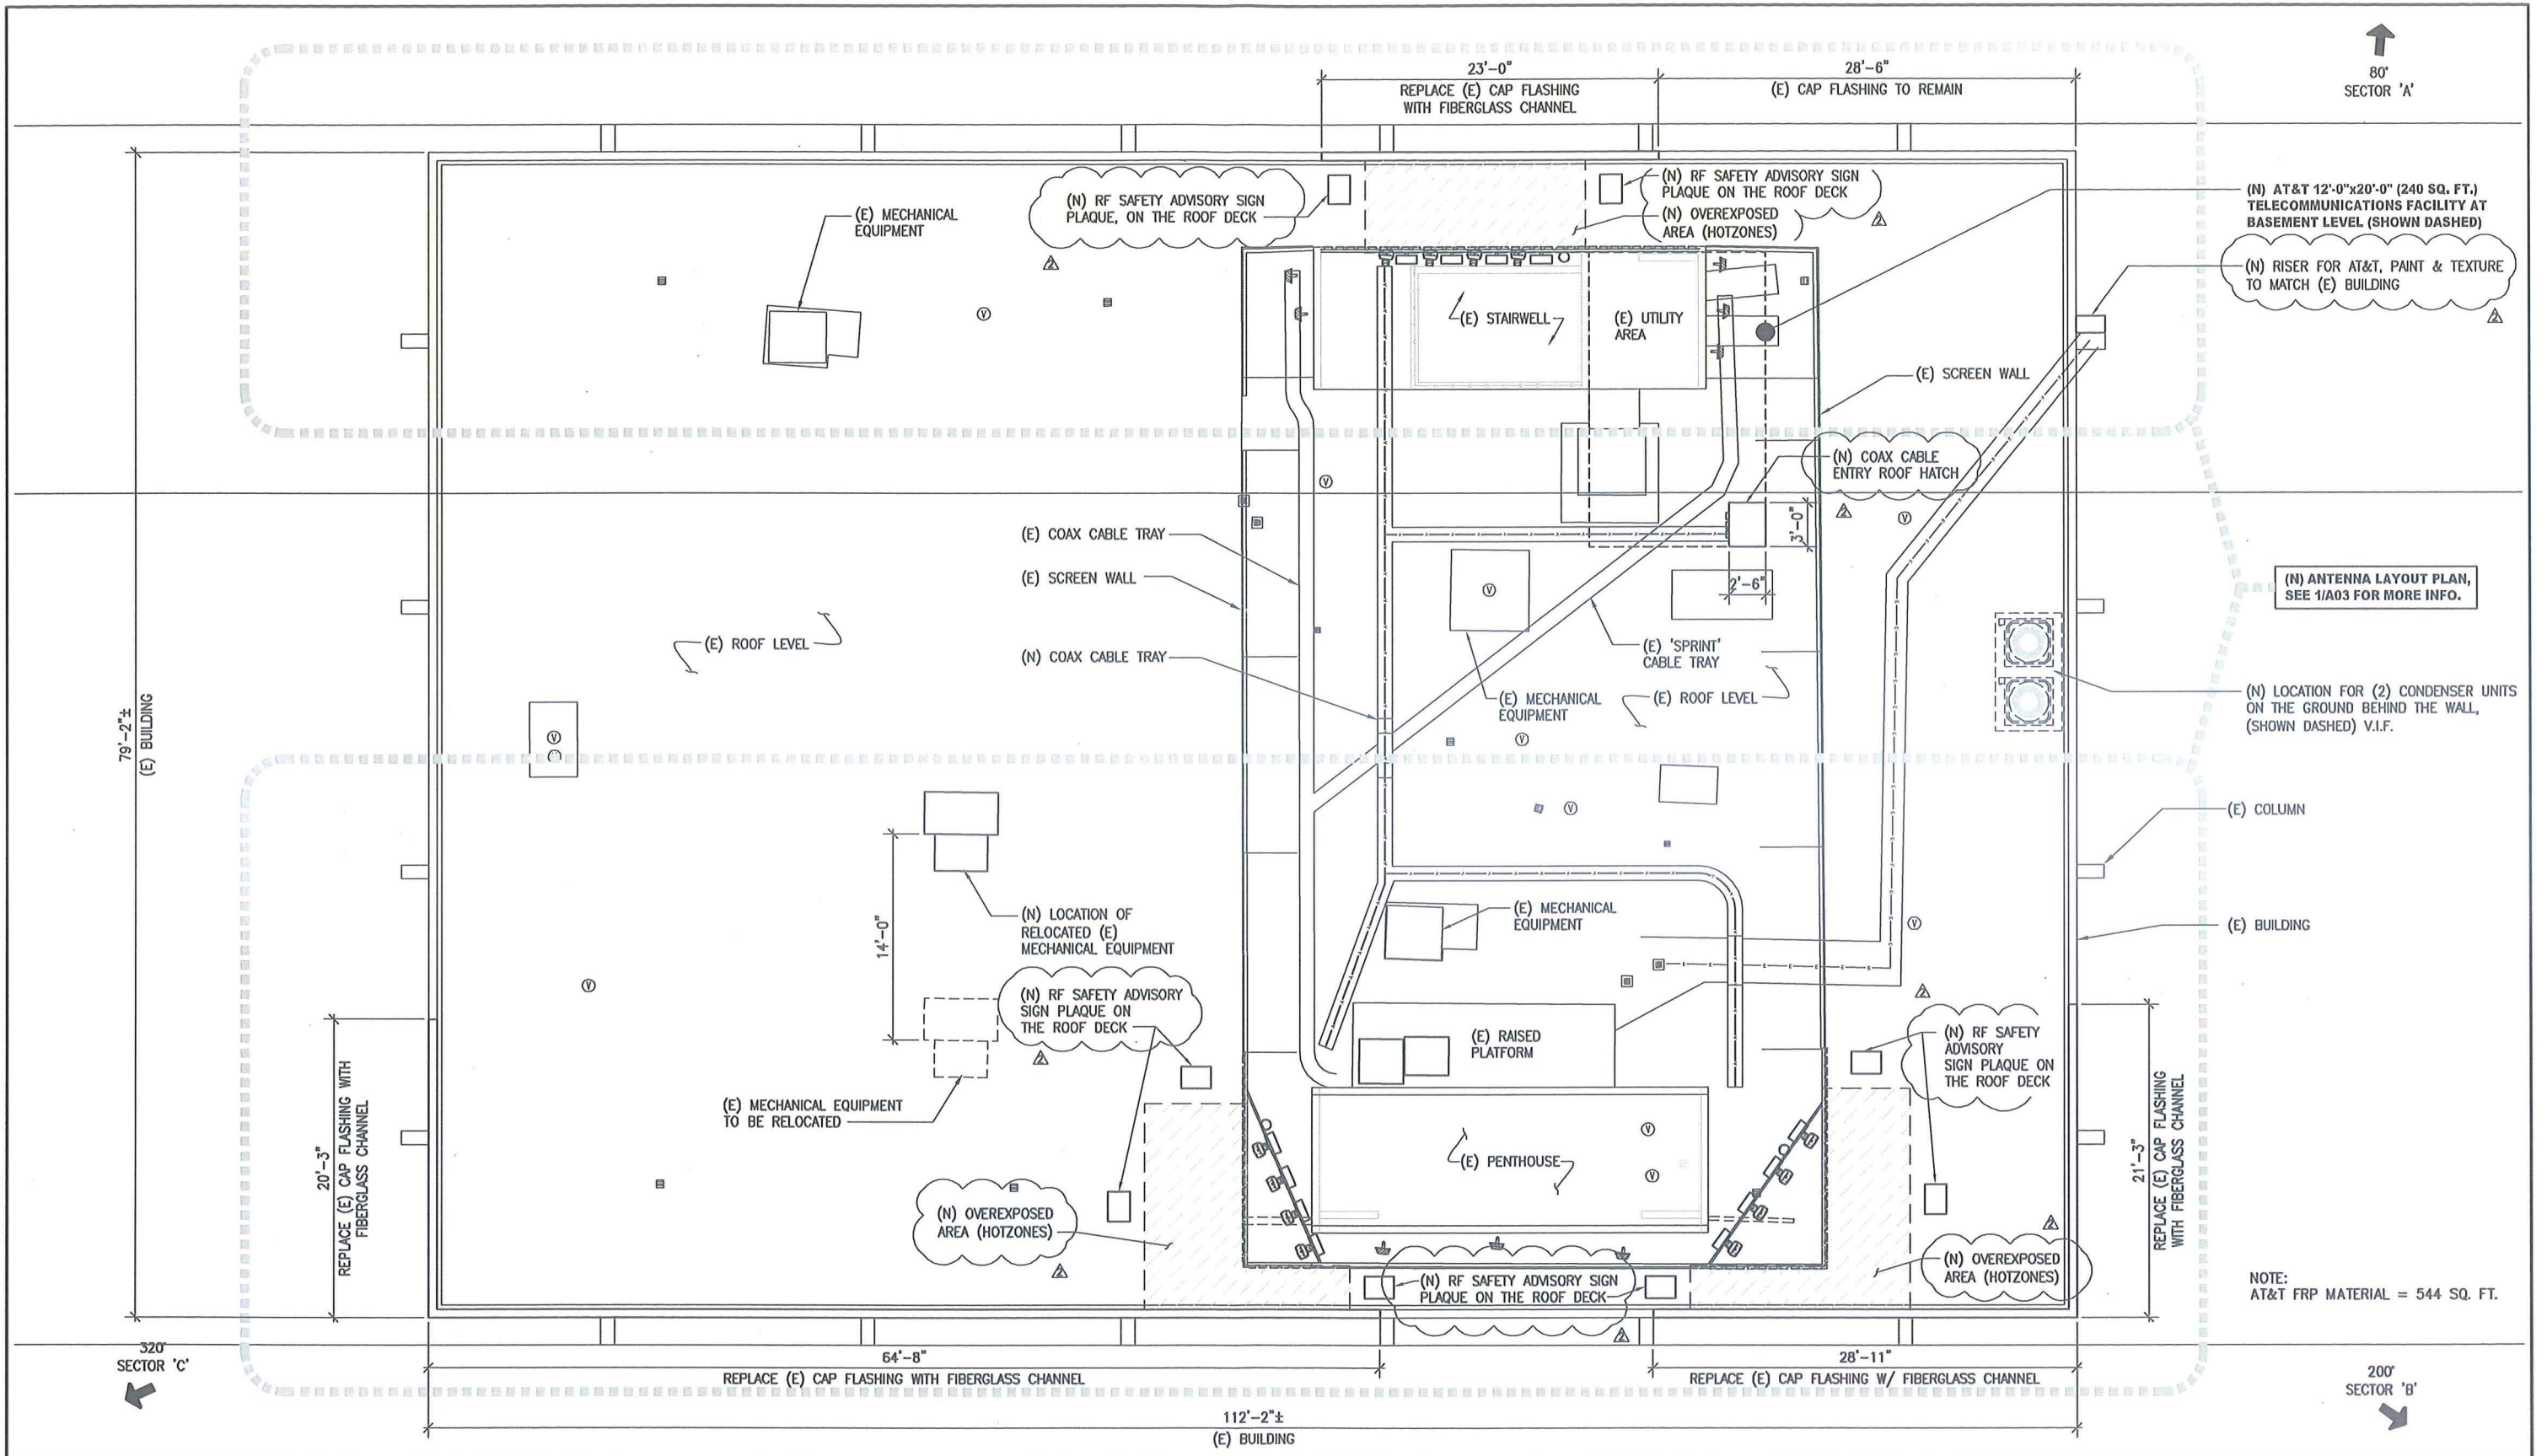 23'-0"
REPLACE (E) CAP FLASHING
WITH FIBERGLASS CHANNEL
28'-6"
(E) CAP FLASHING TO REMAIN
80°
SECTOR 'A'
(N) RF SAFETY ADVISORY SIGN
PLAQUE, ON THE ROOF DECK
2
(N) RF SAFETY ADVISORY SIGN
PLAQUE ON THE ROOF DECK
(N) OVEREXPOSED
AREA (HOTZONES)
2
(N) AT&T 12'-0"x20'-0" (240 SQ. FT.)
TELECOMMUNICATIONS FACILITY AT
BASEMENT LEVEL (SHOWN DASHED)
(N) RISER FOR AT&T, PAINT & TEXTURE
TO MATCH (E) BUILDING
2
(E) MECHANICAL
EQUIPMENT
V
(E) STAIRWELL
(E) UTILITY
AREA
(E) SCREEN WALL
(N) COAX CABLE
ENTRY ROOF HATCH
2
V
V
(E) COAX CABLE TRAY
(E) SCREEN WALL
(N) COAX CABLE TRAY
3'-0"
2'-6"
V
(E) 'SPRINT'
CABLE TRAY
(E) MECHANICAL
EQUIPMENT
(E) ROOF LEVEL
(E) ROOF LEVEL
(N) ANTENNA LAYOUT PLAN,
SEE 1/A03 FOR MORE INFO.
(N) LOCATION FOR (2) CONDENSER UNITS
ON THE GROUND BEHIND THE WALL,
(SHOWN DASHED) V.I.F.
79'-2"±
(E) BUILDING
V
V
V
(E) COLUMN
(E) BUILDING
14'-0"
(N) LOCATION OF
RELOCATED (E)
MECHANICAL EQUIPMENT
(E) MECHANICAL
EQUIPMENT
V
V
(N) RF SAFETY ADVISORY
SIGN PLAQUE ON
THE ROOF DECK
2
(E) RAISED
PLATFORM
2
(N) RF SAFETY
ADVISORY
SIGN PLAQUE ON
THE ROOF DECK
(E) MECHANICAL EQUIPMENT
TO BE RELOCATED
20'-3"
REPLACE (E) CAP FLASHING WITH
FIBERGLASS CHANNEL
V
(E) PENTHOUSE
V
21'-3"
REPLACE (E) CAP FLASHING
WITH FIBERGLASS CHANNEL
(N) OVEREXPOSED
AREA (HOTZONES)
2
2
(N) OVEREXPOSED
AREA (HOTZONES)
(N) RF SAFETY ADVISORY SIGN
PLAQUE ON THE ROOF DECK
2
NOTE:
AT&T FRP MATERIAL = 544 SQ. FT.
320°
SECTOR 'C'
64'-8"
REPLACE (E) CAP FLASHING WITH FIBERGLASS CHANNEL
28'-11"
REPLACE (E) CAP FLASHING W/ FIBERGLASS CHANNEL
200°
SECTOR 'B'
112'-2"±
(E) BUILDING